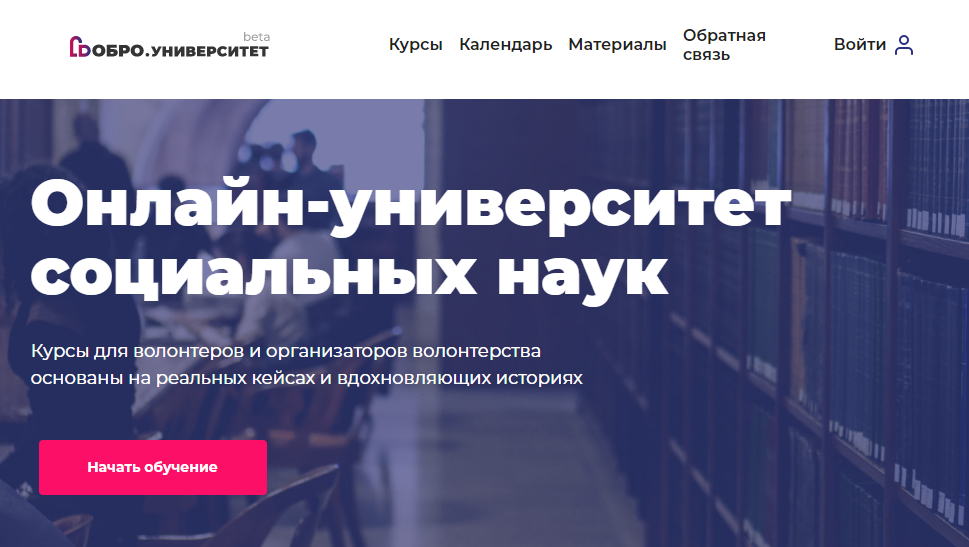 beta
ДОБРО.УНИВЕРСИТЕТ
Курсы
Календарь
Материалы
Обратная
связь
Войти
Онлайн-университет
социальных наук
Курсы для волонтеров и организаторов волонтерства
основаны на реальных кейсах и вдохновляющих историях
Начать обучение